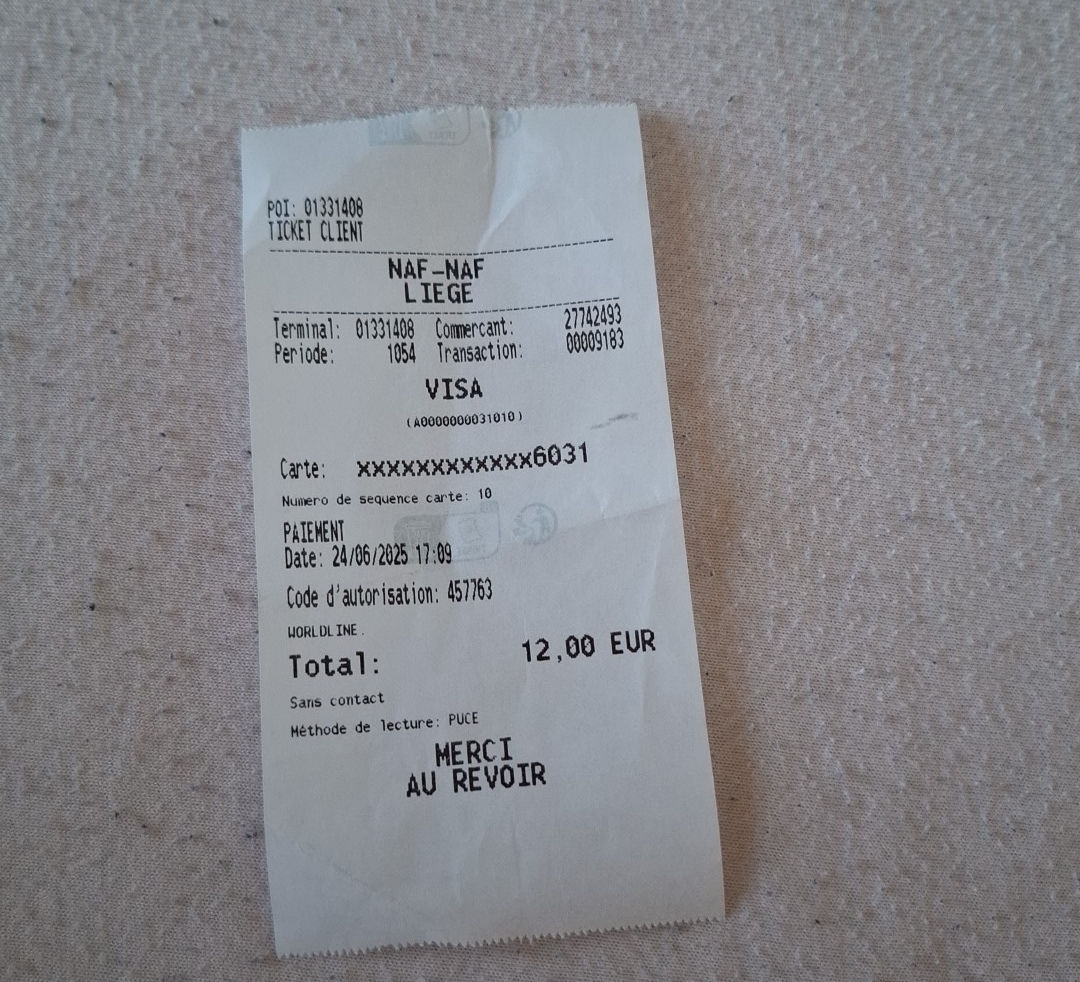 POI: 01331408
TICKET CLIENT
NAF-NAF
LIEGE
Terminal: 01331408 Commercant: 27742493
Periode: 1054 Transaction: 00009183
VISA
(A0000000031010)
Carte: xxxxxxxxxxxx6031
Numero de sequence carte: 10
PAIEMENT
Date: 24/06/2025 17:09
Code d'autorisation: 457763
WORLDLINE.
Total: 12,00 EUR
Sans contact
Méthode de lecture: PUCE
MERCI
AU REVOIR